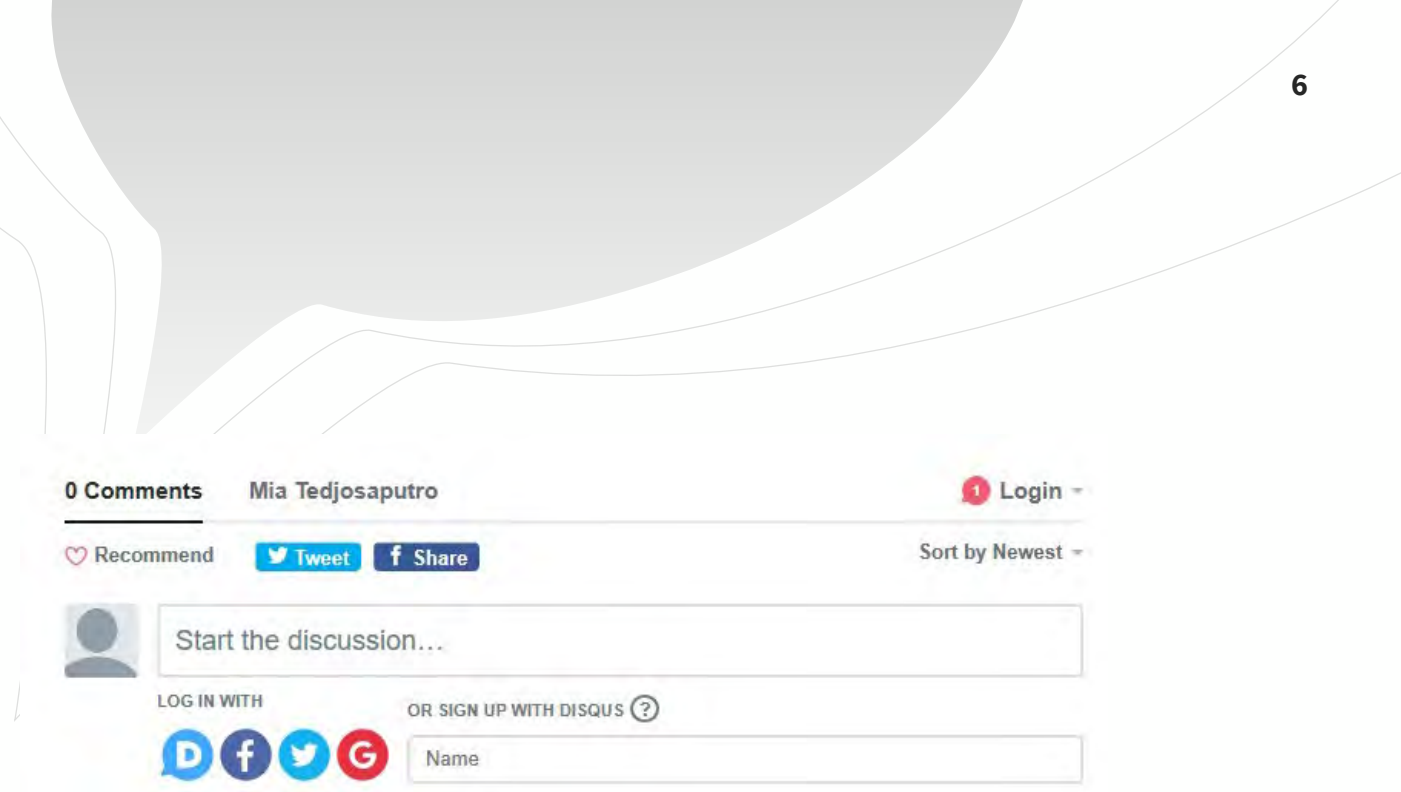 6
0 Comments Mia Tedjosaputro 1 Login
Recommend Tweet f Share Sort by Newest
Start the discussion…
LOG IN WITH OR SIGN UP WITH DISQUS ?
D f G Name